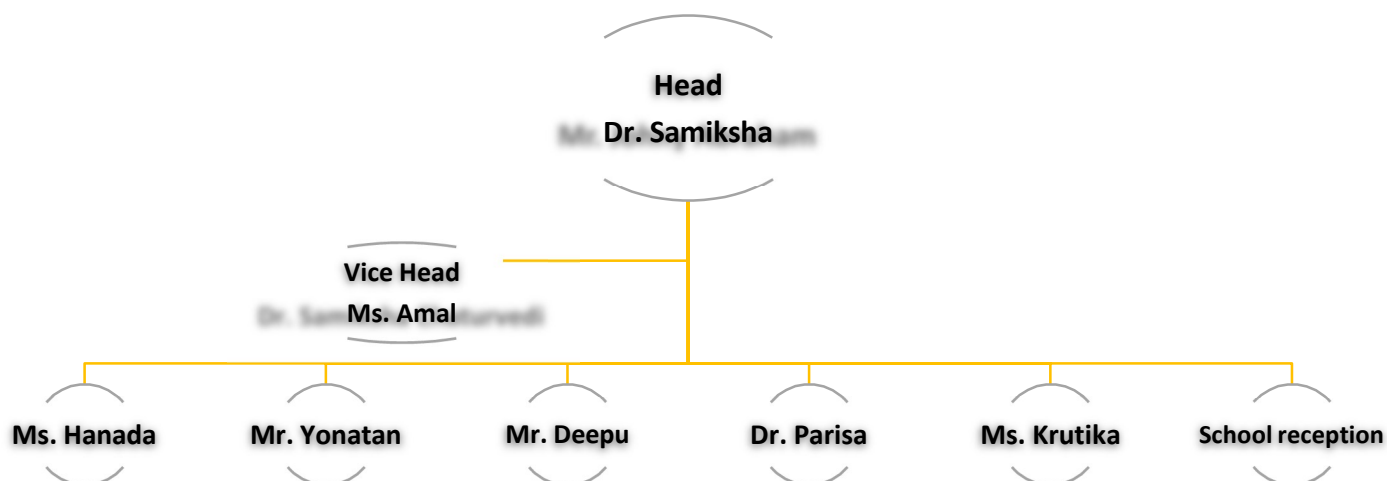 Head
Dr. Samiksha
Vice Head
Ms. Amal
Ms. Hanada
Mr. Yonatan
Mr. Deepu
Dr. Parisa
Ms. Krutika
School reception